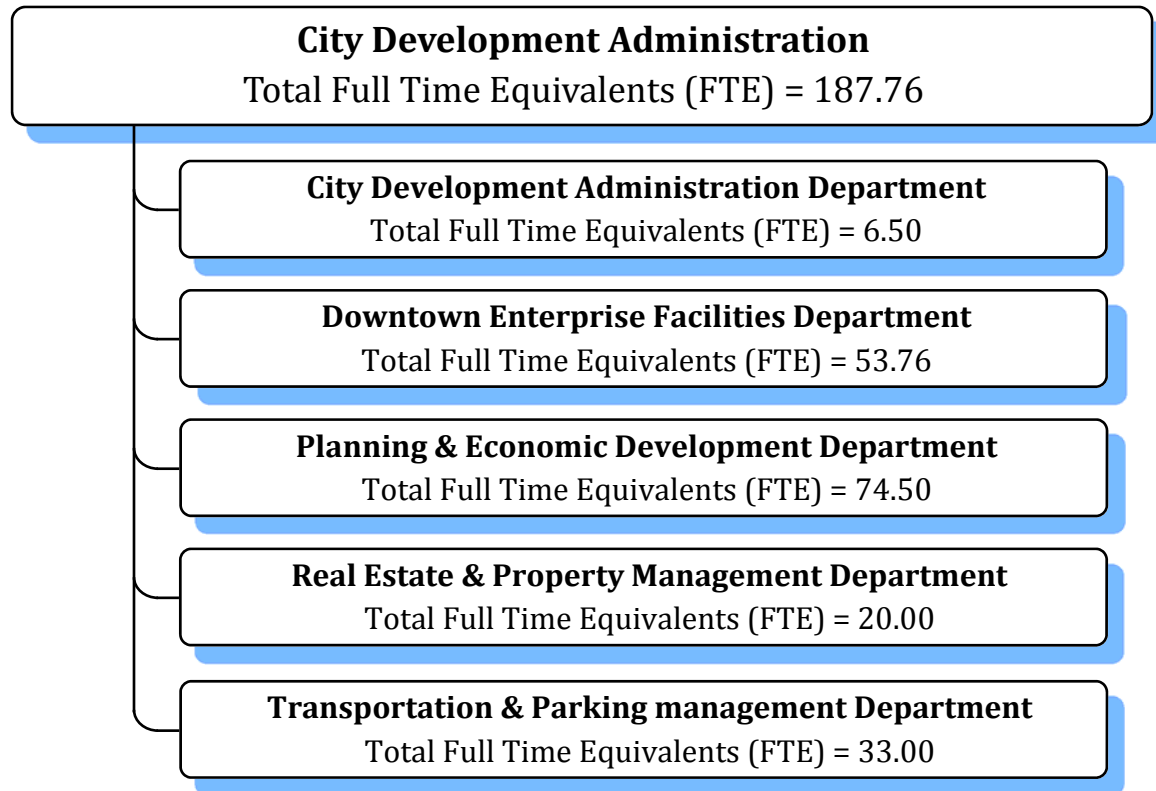 City Development Administration
Total Full Time Equivalents (FTE) = 187.76
City Development Administration Department
Total Full Time Equivalents (FTE) = 6.50
Downtown Enterprise Facilities Department
Total Full Time Equivalents (FTE) = 53.76
Planning & Economic Development Department
Total Full Time Equivalents (FTE) = 74.50
Real Estate & Property Management Department
Total Full Time Equivalents (FTE) = 20.00
Transportation & Parking management Department
Total Full Time Equivalents (FTE) = 33.00